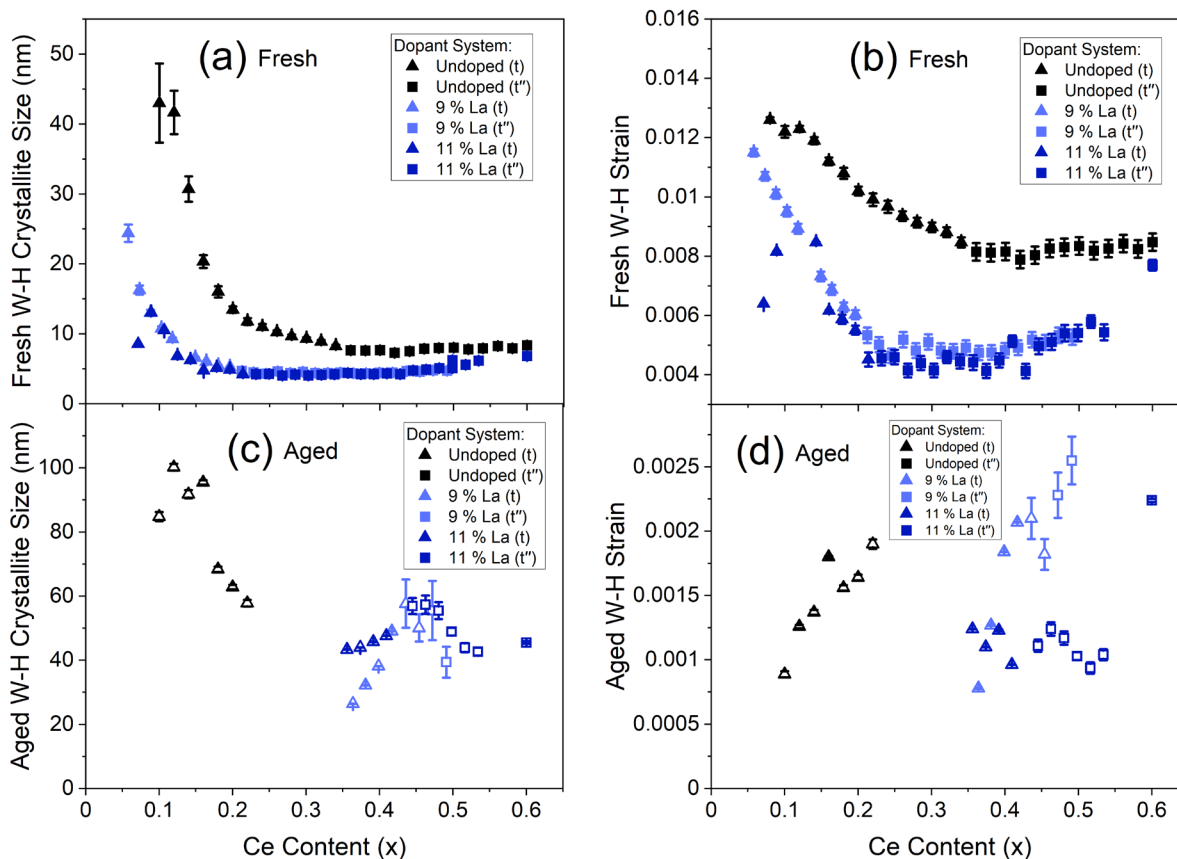 (a) Fresh
Dopant System:
Undoped (t)
Undoped (t″)
9 % La (t)
9 % La (t″)
11 % La (t)
11 % La (t″)
Fresh W-H Crystallite Size (nm)
50
40
30
20
10
0
(b) Fresh
Dopant System:
Undoped (t)
Undoped (t″)
9 % La (t)
9 % La (t″)
11 % La (t)
11 % La (t″)
Fresh W-H Strain
0.016
0.014
0.012
0.01
0.008
0.006
0.004
(c) Aged
Dopant System:
Undoped (t)
Undoped (t″)
9 % La (t)
9 % La (t″)
11 % La (t)
11 % La (t″)
Aged W-H Crystallite Size (nm)
100
80
60
40
20
0
0 0.1 0.2 0.3 0.4 0.5 0.6
Ce Content (x)
(d) Aged
Dopant System:
Undoped (t)
Undoped (t″)
9 % La (t)
9 % La (t″)
11 % La (t)
11 % La (t″)
Aged W-H Strain
0.0025
0.002
0.0015
0.001
0.0005
0
0 0.1 0.2 0.3 0.4 0.5 0.6
Ce Content (x)